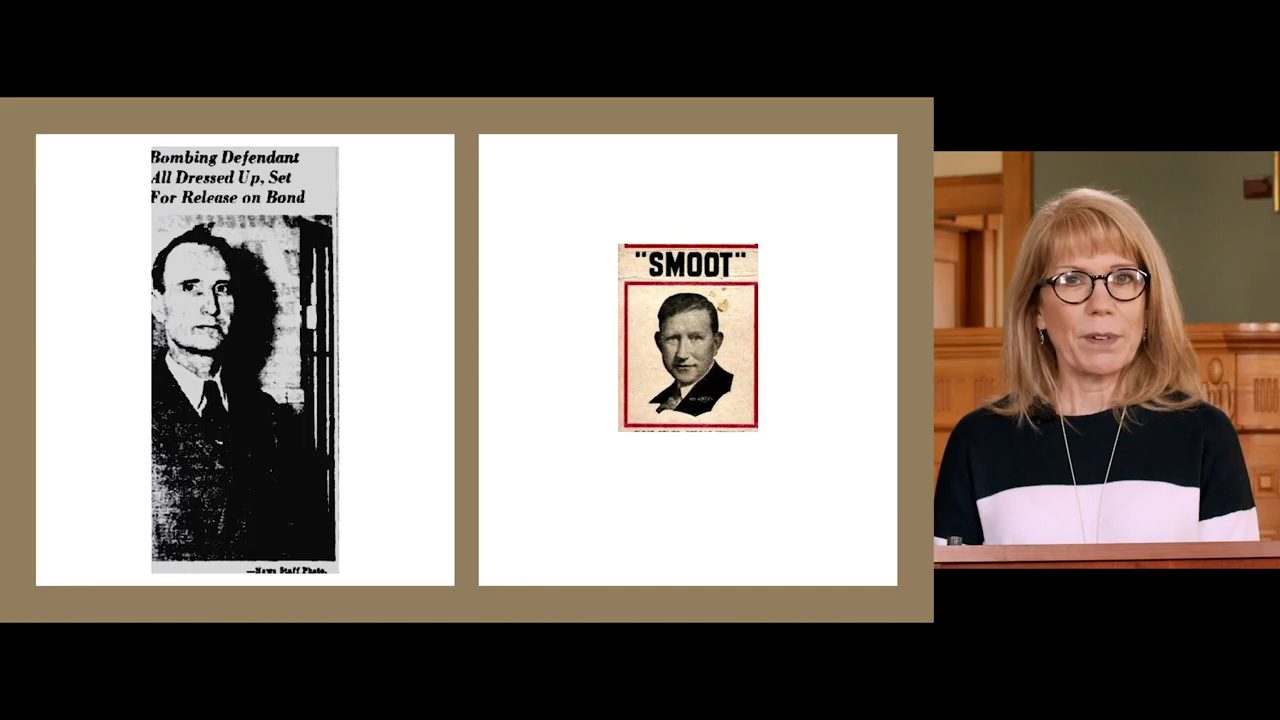 Bombing Defendant
All Dressed Up, Set
For Release on Bond
—News Staff Photo.
"SMOOT"